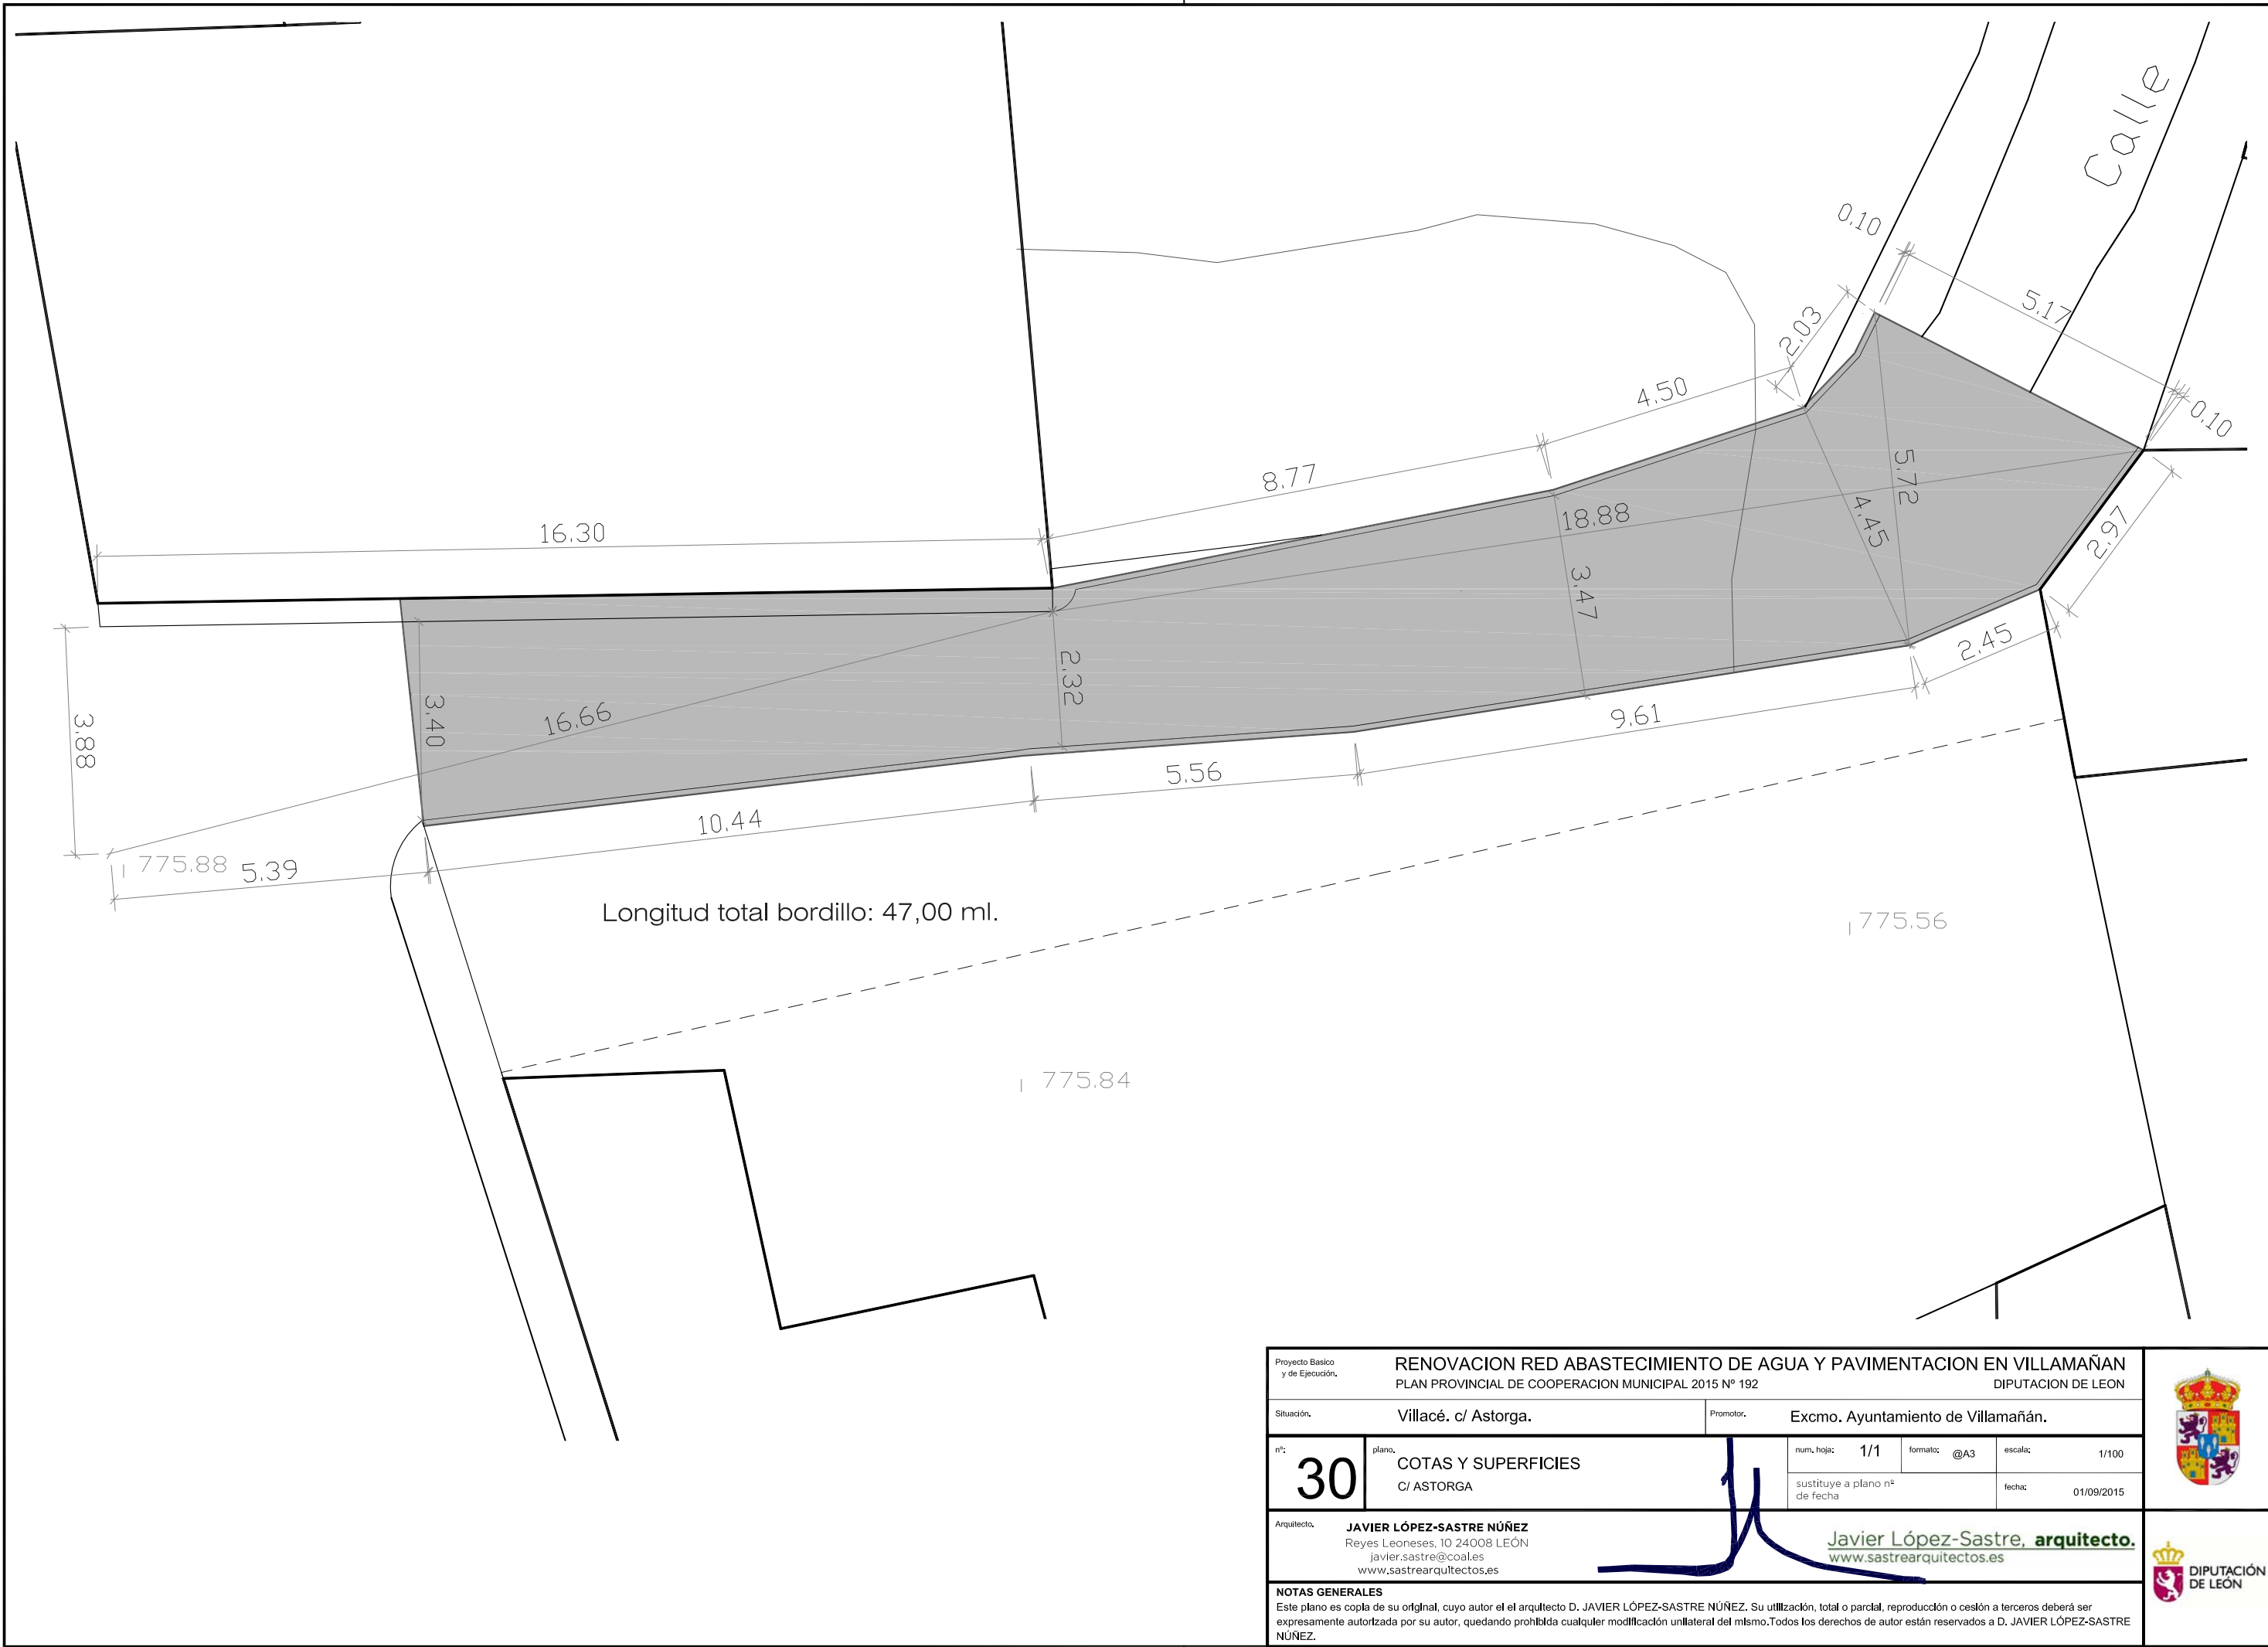 Calle
0.10
5.17
2.03
4.50
0.10
8.77
5.72
18.88
4.45
16.30
2.97
3.47
2.45
2.32
3.40
16.66
9.61
3.88
5.56
10.44
775.88
5.39
Longitud total bordillo: 47,00 ml.
775.56
775.84
Proyecto Basico
y de Ejecución.
RENOVACION RED ABASTECIMIENTO DE AGUA Y PAVIMENTACION EN VILLAMAÑAN
PLAN PROVINCIAL DE COOPERACION MUNICIPAL 2015 Nº 192
DIPUTACION DE LEON
Situación.
Villacé. c/ Astorga.
Promotor.
Excmo. Ayuntamiento de Villamañán.
nº:
30
plano.
COTAS Y SUPERFICIES
C/ ASTORGA
num. hoja:
1/1
formato:
@A3
escala:
1/100
sustituye a plano nº
de fecha
fecha:
01/09/2015
Arquitecto.
JAVIER LÓPEZ-SASTRE NÚÑEZ
Reyes Leoneses, 10 24008 LEÓN
javier.sastre@coal.es
www.sastrearquitectos.es
Javier López-Sastre, arquitecto.
www.sastrearquitectos.es
DIPUTACIÓN
DE LEÓN
NOTAS GENERALES
Este plano es copia de su original, cuyo autor el el arquitecto D. JAVIER LÓPEZ-SASTRE NÚÑEZ. Su utilización, total o parcial, reproducción o cesión a terceros deberá ser
expresamente autorizada por su autor, quedando prohibida cualquier modificación unilateral del mismo.Todos los derechos de autor están reservados a D. JAVIER LÓPEZ-SASTRE
NÚÑEZ.